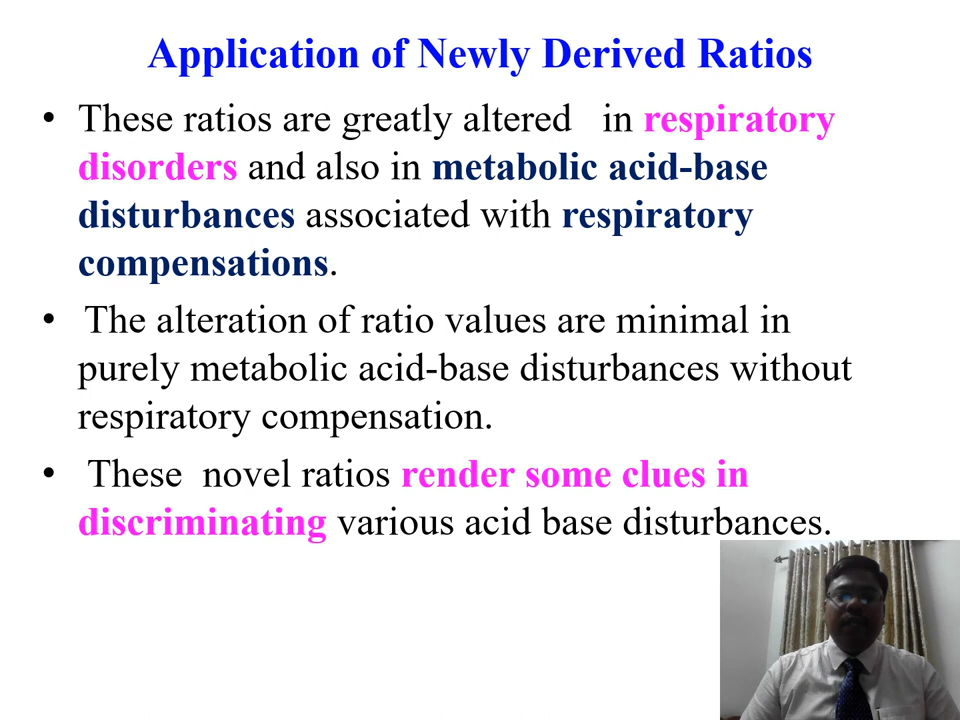 Application of Newly Derived Ratios
• These ratios are greatly altered in respiratory
disorders and also in metabolic acid-base
disturbances associated with respiratory
compensations.
• The alteration of ratio values are minimal in
purely metabolic acid-base disturbances without
respiratory compensation.
• These novel ratios render some clues in
discriminating various acid base disturbances.